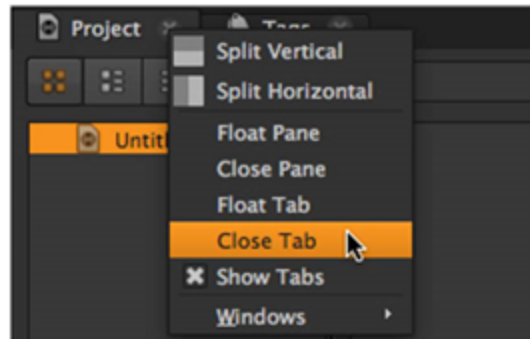 Project Tags
Split Vertical
Split Horizontal
Float Pane
Untitl
Close Pane
Float Tab
Close Tab
Show Tabs
Windows